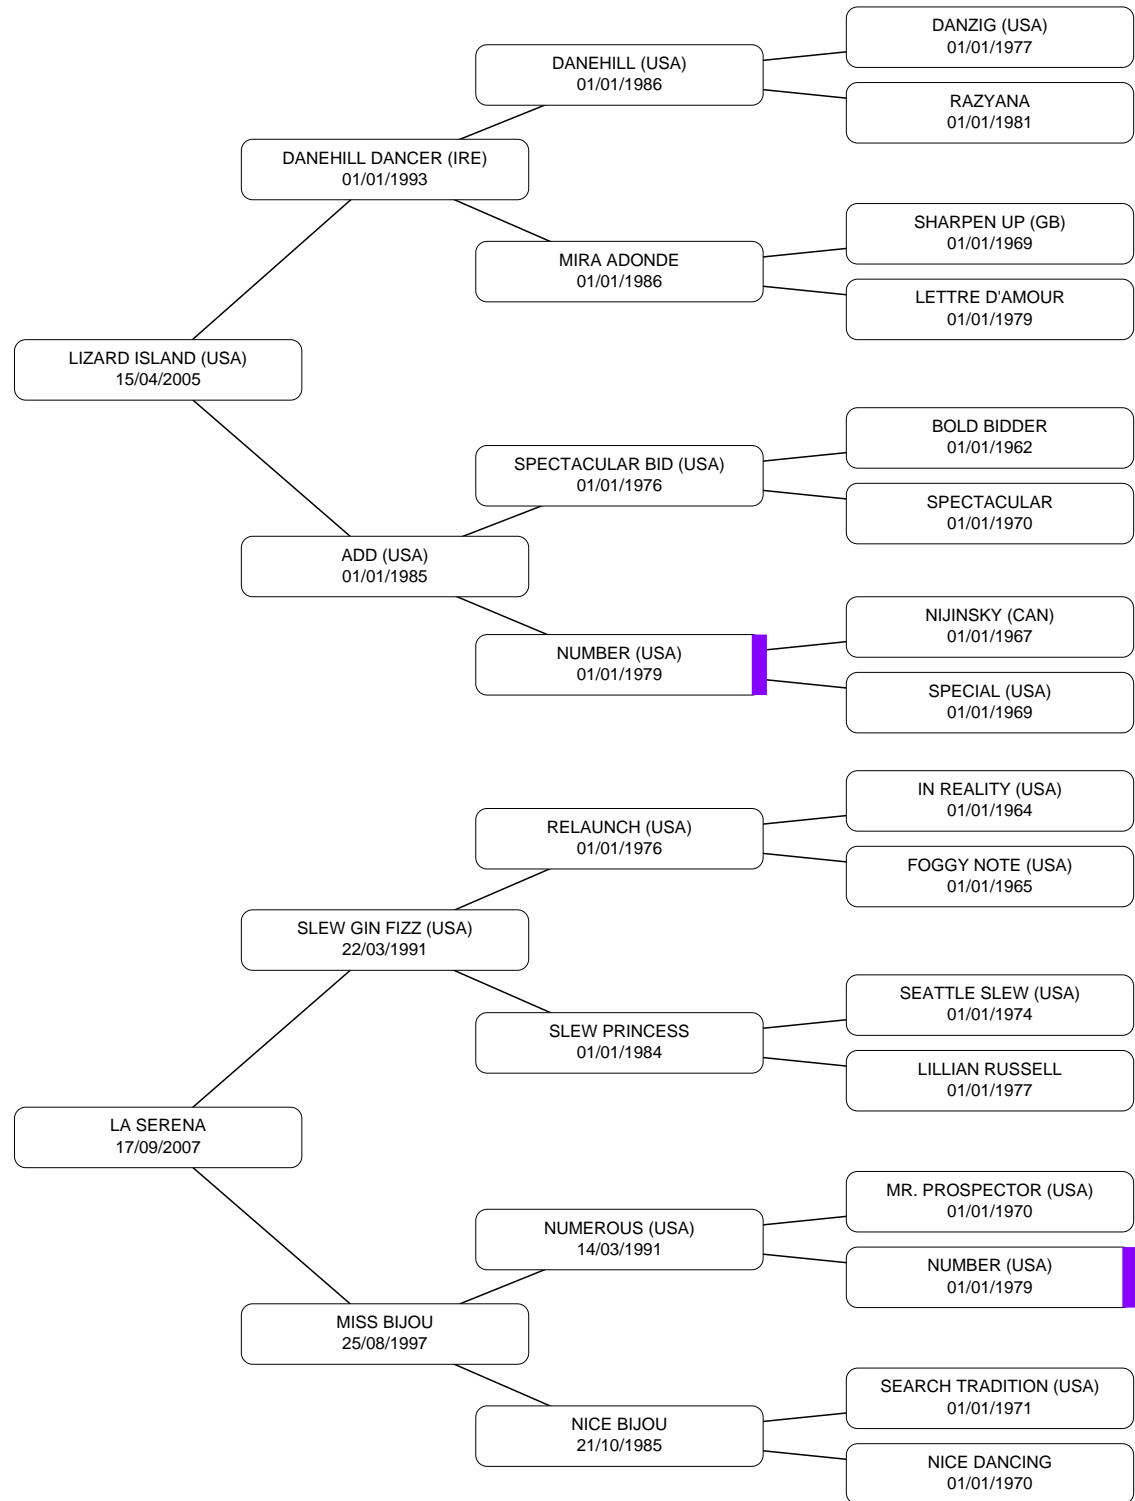 DANZIG (USA)
01/01/1977
DANEHILL (USA)
01/01/1986
RAZYANA
01/01/1981
DANEHILL DANCER (IRE)
01/01/1993
SHARPEN UP (GB)
01/01/1969
MIRA ADONDE
01/01/1986
LETTRE D'AMOUR
01/01/1979
LIZARD ISLAND (USA)
15/04/2005
BOLD BIDDER
01/01/1962
SPECTACULAR BID (USA)
01/01/1976
SPECTACULAR
01/01/1970
ADD (USA)
01/01/1985
NIJINSKY (CAN)
01/01/1967
NUMBER (USA)
01/01/1979
SPECIAL (USA)
01/01/1969
IN REALITY (USA)
01/01/1964
RELAUNCH (USA)
01/01/1976
FOGGY NOTE (USA)
01/01/1965
SLEW GIN FIZZ (USA)
22/03/1991
SEATTLE SLEW (USA)
01/01/1974
SLEW PRINCESS
01/01/1984
LILLIAN RUSSELL
01/01/1977
LA SERENA
17/09/2007
MR. PROSPECTOR (USA)
01/01/1970
NUMEROUS (USA)
14/03/1991
NUMBER (USA)
01/01/1979
MISS BIJOU
25/08/1997
SEARCH TRADITION (USA)
01/01/1971
NICE BIJOU
21/10/1985
NICE DANCING
01/01/1970